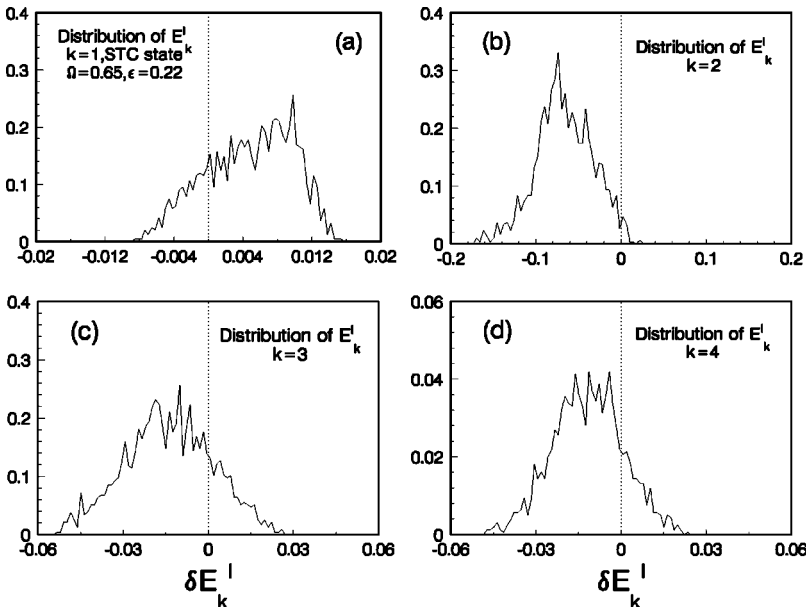 0.4
0.3
0.2
0.1
0
-0.02
-0.012
-0.004
0.004
0.012
0.02
Distribution of E^l_k
k=1,STC state
Ω=0.65,ϵ=0.22
(a)
0.4
0.3
0.2
0.1
0
-0.2
-0.1
0
0.1
0.2
(b)
Distribution of E^l_k
k=2
0.4
0.3
0.2
0.1
0
-0.06
-0.03
0
0.03
0.06
(c)
Distribution of E^l_k
k=3
δE_k^l
0.06
0.04
0.02
0
-0.06
-0.03
0
0.03
0.06
(d)
Distribution of E^l_k
k=4
δE_k^l